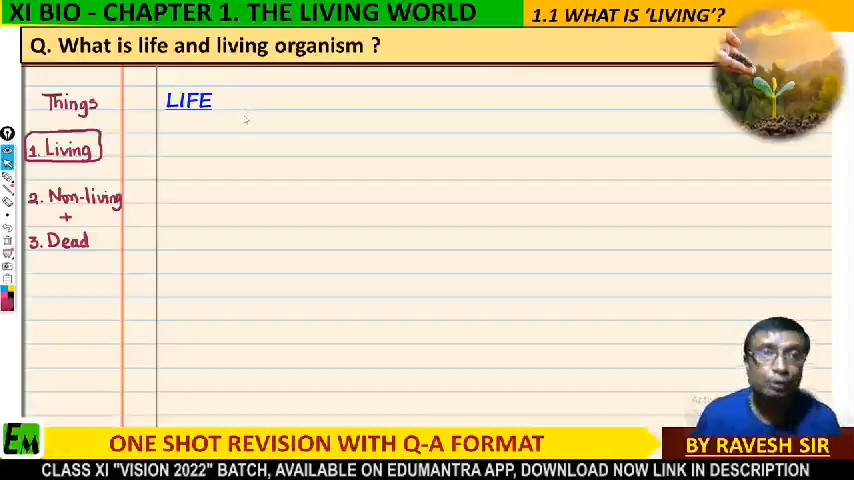 XI BIO - CHAPTER 1. THE LIVING WORLD
1.1 WHAT IS ‘LIVING’?
Q. What is life and living organism ?
Things
LIFE
1. Living
2. Non-living
+
3. Dead
EM
ONE SHOT REVISION WITH Q-A FORMAT
BY RAVESH SIR
CLASS XI "VISION 2022" BATCH, AVAILABLE ON EDUMANTRA APP, DOWNLOAD NOW LINK IN DESCRIPTION